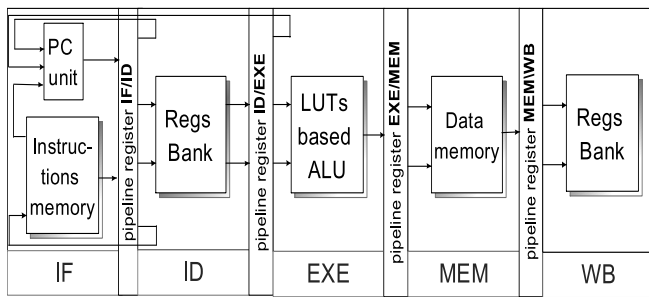 PC
unit
Instruc-
tions
memory
pipeline register IF/ID
Regs
Bank
pipeline register ID/EXE
LUTs
based
ALU
pipeline register EXE/MEM
Data
memory
pipeline register MEM\WB
Regs
Bank
IF
ID
EXE
MEM
WB